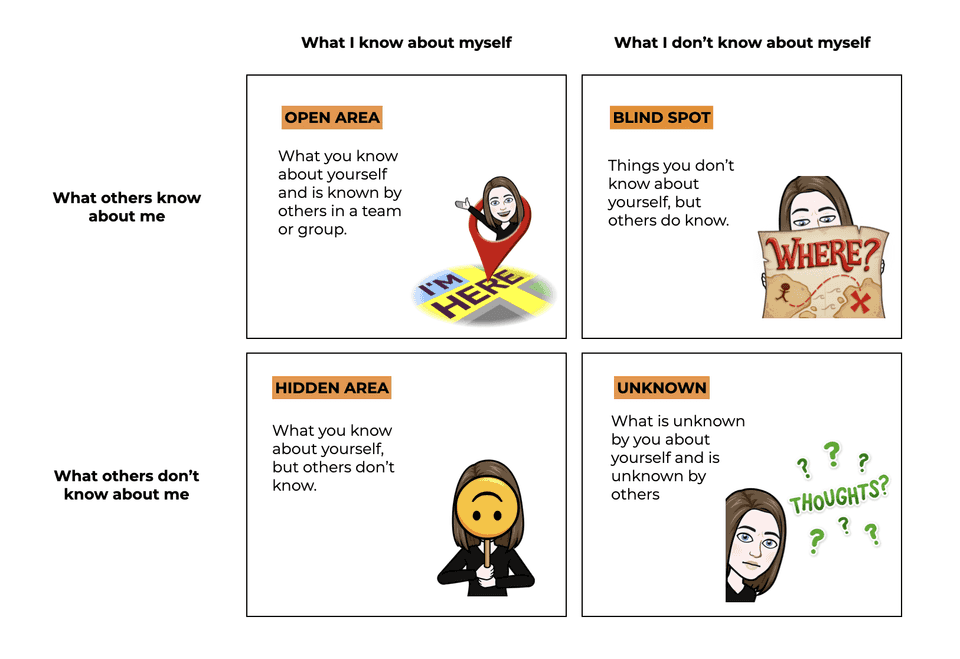 What I know about myself
What I don’t know about myself
What others know
about me
OPEN AREA
What you know
about yourself
and is known by
others in a team
or group.
I'M
HERE
BLIND SPOT
Things you don’t
know about
yourself, but
others do know.
WHERE?
What others don’t
know about me
HIDDEN AREA
What you know
about yourself,
but others don’t
know.
UNKNOWN
What is unknown
by you about
yourself and is
unknown by
others
? ? ?
THOUGHTS?
? ? ?